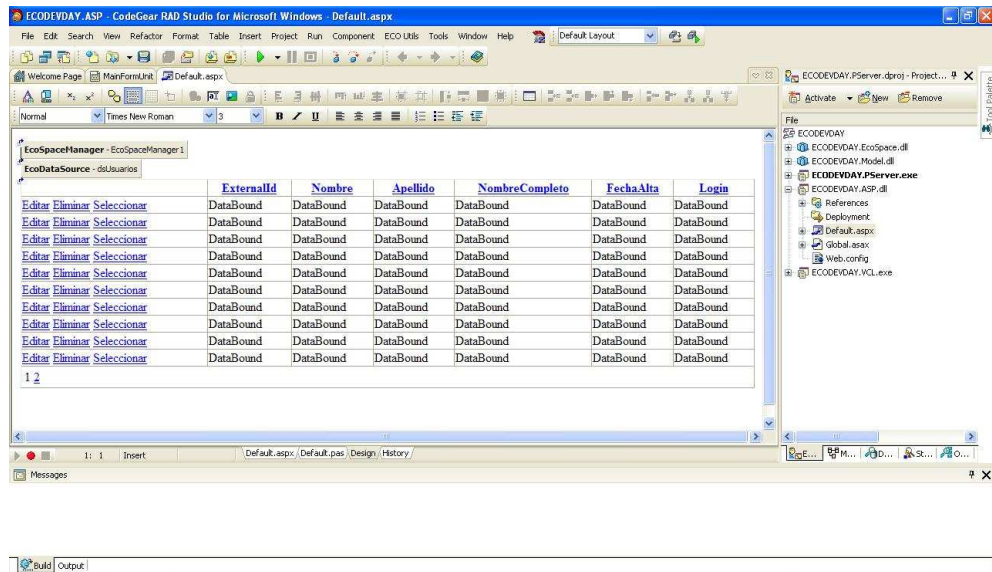 ECODEVDAY.ASP - CodeGear RAD Studio for Microsoft Windows - Default.aspx
File Edit Search View Refactor Format Table Insert Project Run Component ECO Utils Tools Window Help Default Layout
Welcome Page MainFormUnit Default.aspx
Normal Times New Roman 3 B I U
EcoSpaceManager - EcoSpaceManager1
EcoDataSource - dsUsuarios
ExternalId Nombre Apellido NombreCompleto FechaAlta Login
Editar Eliminar Seleccionar DataBound DataBound DataBound DataBound DataBound DataBound
Editar Eliminar Seleccionar DataBound DataBound DataBound DataBound DataBound DataBound
Editar Eliminar Seleccionar DataBound DataBound DataBound DataBound DataBound DataBound
Editar Eliminar Seleccionar DataBound DataBound DataBound DataBound DataBound DataBound
Editar Eliminar Seleccionar DataBound DataBound DataBound DataBound DataBound DataBound
Editar Eliminar Seleccionar DataBound DataBound DataBound DataBound DataBound DataBound
Editar Eliminar Seleccionar DataBound DataBound DataBound DataBound DataBound DataBound
Editar Eliminar Seleccionar DataBound DataBound DataBound DataBound DataBound DataBound
Editar Eliminar Seleccionar DataBound DataBound DataBound DataBound DataBound DataBound
Editar Eliminar Seleccionar DataBound DataBound DataBound DataBound DataBound DataBound
1 2
1: 1 Insert Default.aspx Default.pas Design History
ECODEVDAY.PServer.dproj - Project...
Activate New Remove
File
ECODEVDAY
ECODEVDAY.EcoSpace.dll
ECODEVDAY.Model.dll
ECODEVDAY.PServer.exe
ECODEVDAY.ASP.dll
References
Deployment
Default.aspx
Global.asax
Web.config
ECODEVDAY.VCL.exe
E... M... D... St... O...
Tool Palette
Messages
Build Output